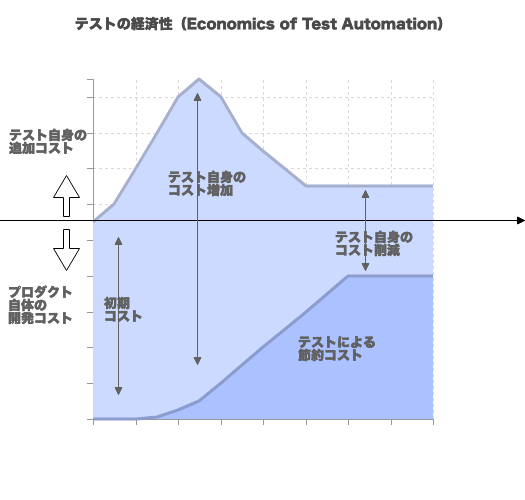 テストの経済性（Economics of Test Automation）
テスト自身の
追加コスト
テスト自身の
コスト増加
テスト自身の
コスト削減
プロダクト
自体の
開発コスト
初期
コスト
テストによる
節約コスト